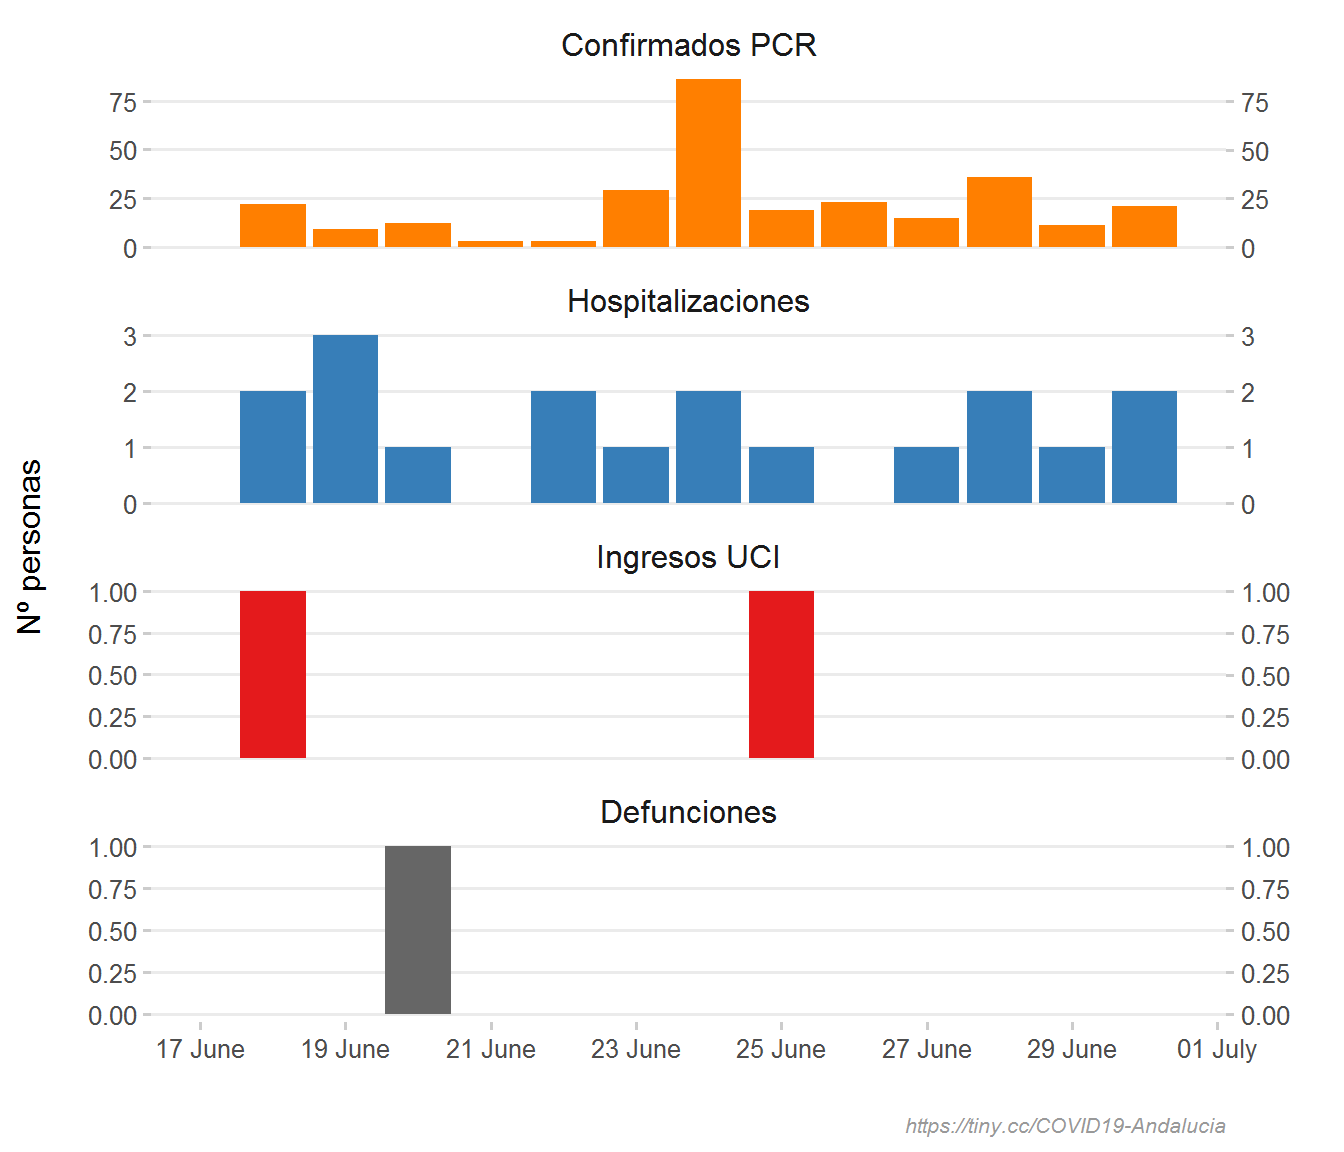 Confirmados PCR
75 75
50 50
25 25
0 0
Hospitalizaciones
3 3
2 2
1 1
0 0
Nº personas
Ingresos UCI
1.00 1.00
0.75 0.75
0.50 0.50
0.25 0.25
0.00 0.00
Defunciones
1.00 1.00
0.75 0.75
0.50 0.50
0.25 0.25
0.00 0.00
17 June 19 June 21 June 23 June 25 June 27 June 29 June 01 July
https://tiny.cc/COVID19-Andalucia